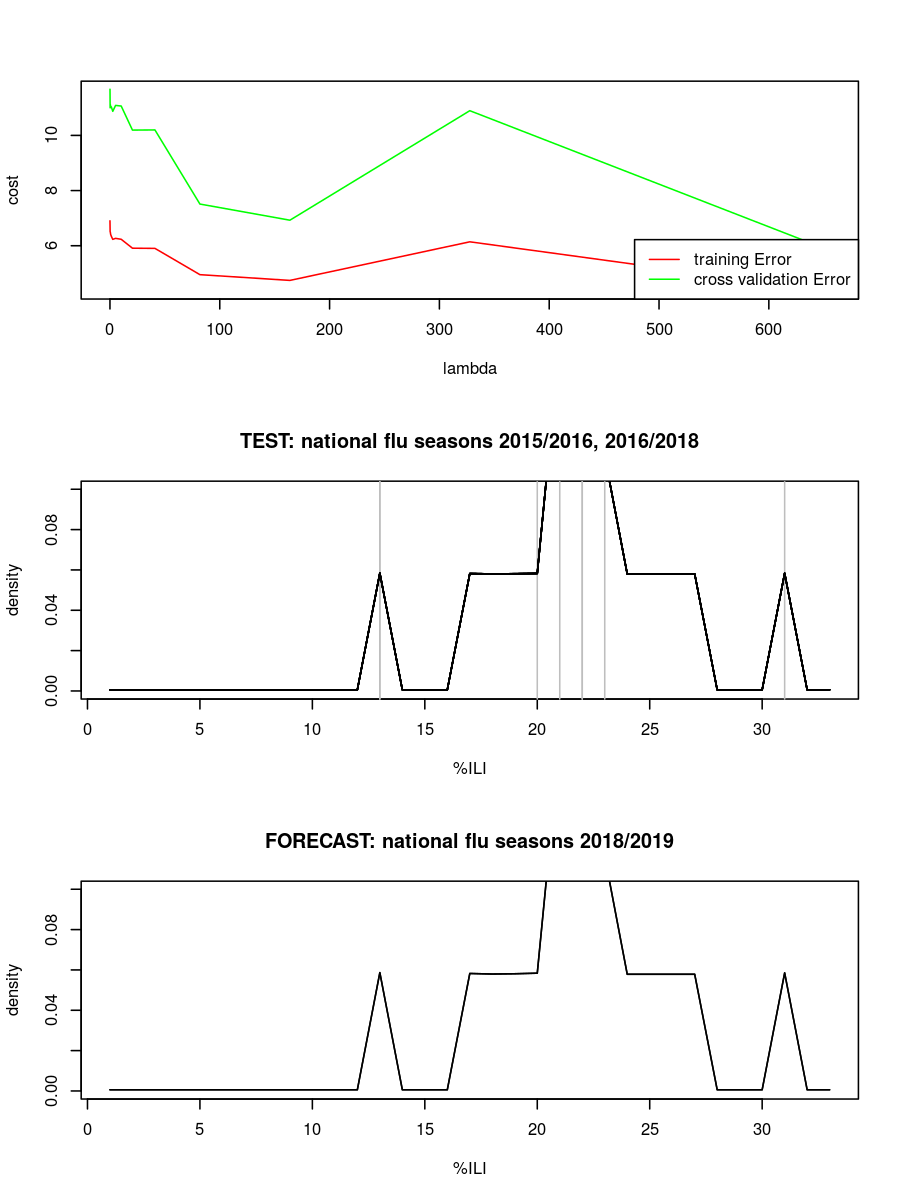 cost
10
8
6
training Error
cross validation Error
0 100 200 300 400 500 600
lambda
TEST: national flu seasons 2015/2016, 2016/2018
density
0.08
0.04
0.00
0 5 10 15 20 25 30
%ILI
FORECAST: national flu seasons 2018/2019
density
0.08
0.04
0.00
0 5 10 15 20 25 30
%ILI